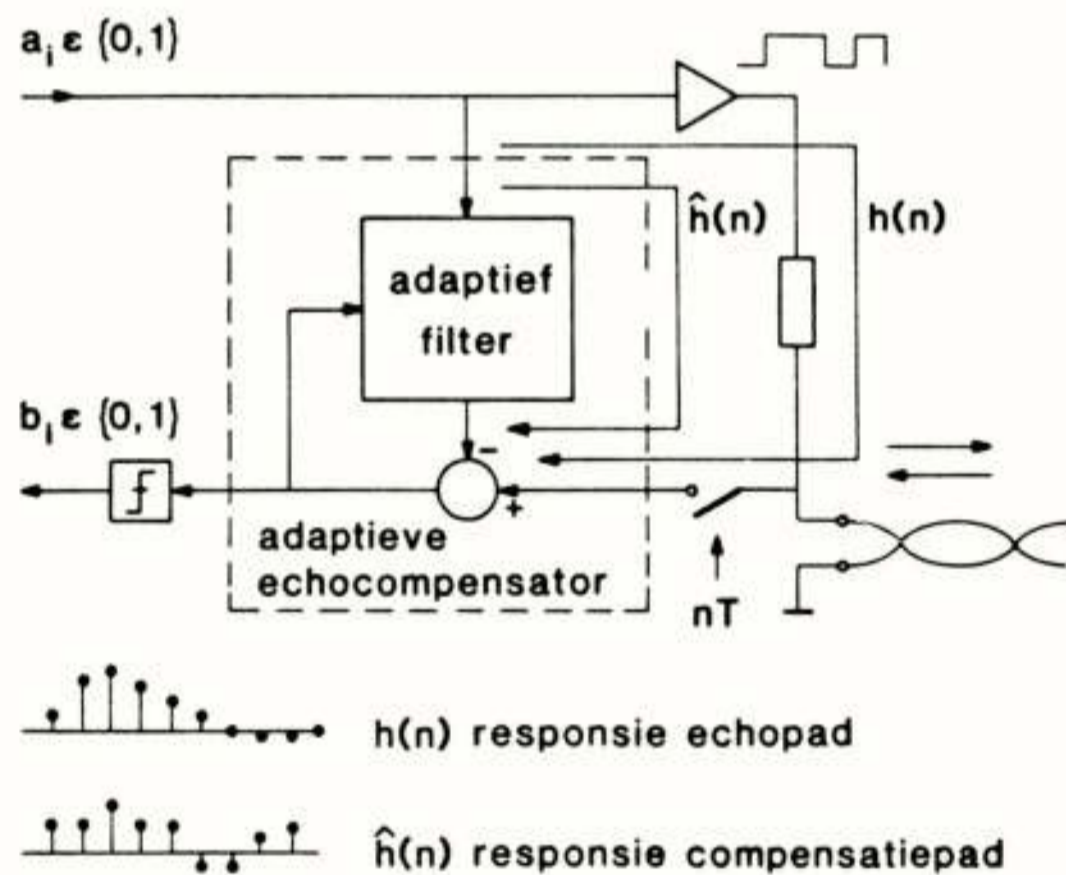 aᵢ ε {0,1}
ĥ(n)
h(n)
adaptief
filter
bᵢ ε {0,1}
-
+
adaptieve
echocompensator
nT
h(n) responsie echopad
ĥ(n) responsie compensatiepad